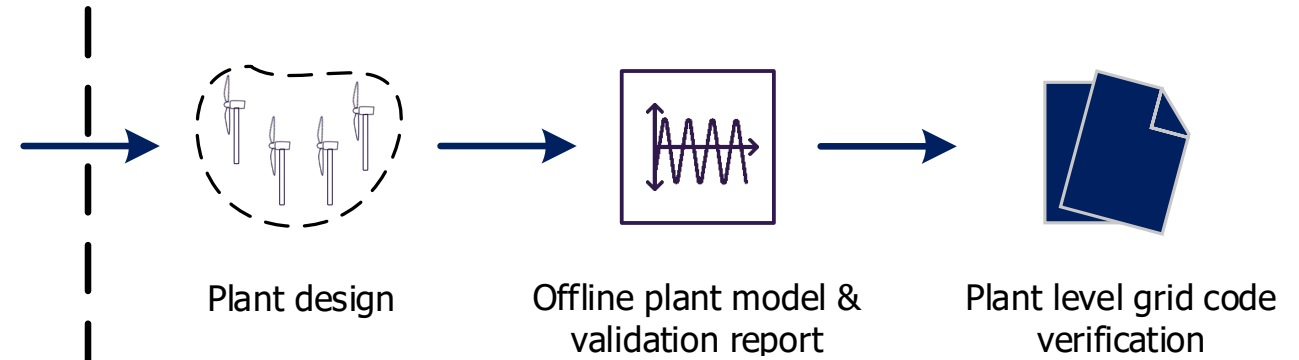 Plant design
Offline plant model &
validation report
Plant level grid code
verification